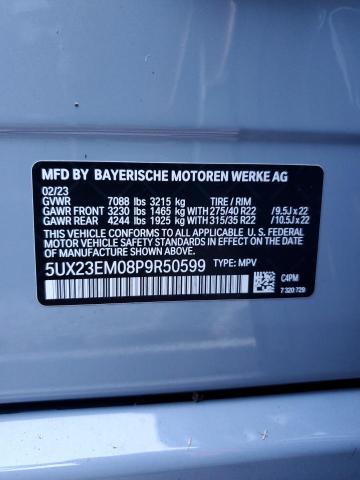 MFD BY BAYERISCHE MOTOREN WERKE AG
02/23
GVWR 7088 lbs 3215 kg TIRE / RIM
GAWR FRONT 3230 lbs 1465 kg WITH 275/40 R22 /9.5J x 22
GAWR REAR 4244 lbs 1925 kg WITH 315/35 R22 /10.5J x 22
THIS VEHICLE CONFORMS TO ALL APPLICABLE U. S. FEDERAL
MOTOR VEHICLE SAFETY STANDARDS IN EFFECT ON THE
DATE OF MANUFACTURE SHOWN ABOVE.
5UX23EM08P9R50599 TYPE: MPV
C4PMI
7 320 729